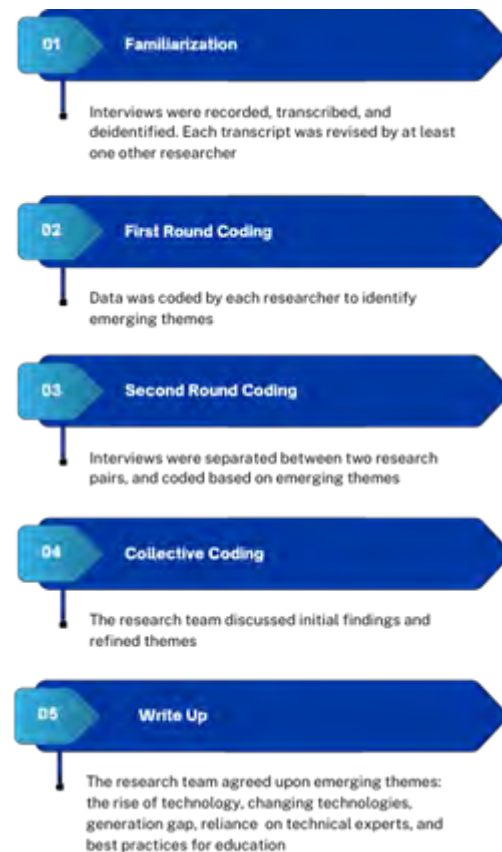 01
Familiarization
Interviews were recorded, transcribed, and
deidentified. Each transcript was revised by at least
one other researcher
02
First Round Coding
Data was coded by each researcher to identify
emerging themes
03
Second Round Coding
Interviews were separated between two research
pairs, and coded based on emerging themes
04
Collective Coding
The research team discussed initial findings and
refined themes
05
Write Up
The research team agreed upon emerging themes:
the rise of technology, changing technologies,
generation gap, reliance on technical experts, and
best practices for education